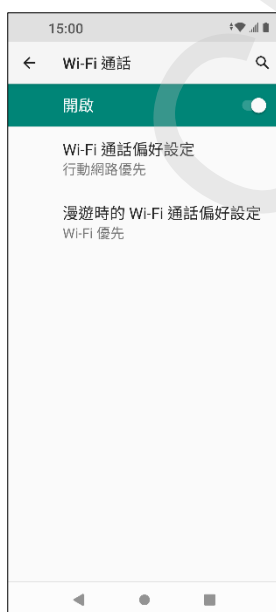 15:00
Wi-Fi 通話
開啟
Wi-Fi 通話偏好設定
行動網路優先
漫遊時的 Wi-Fi 通話偏好設定
Wi-Fi 優先